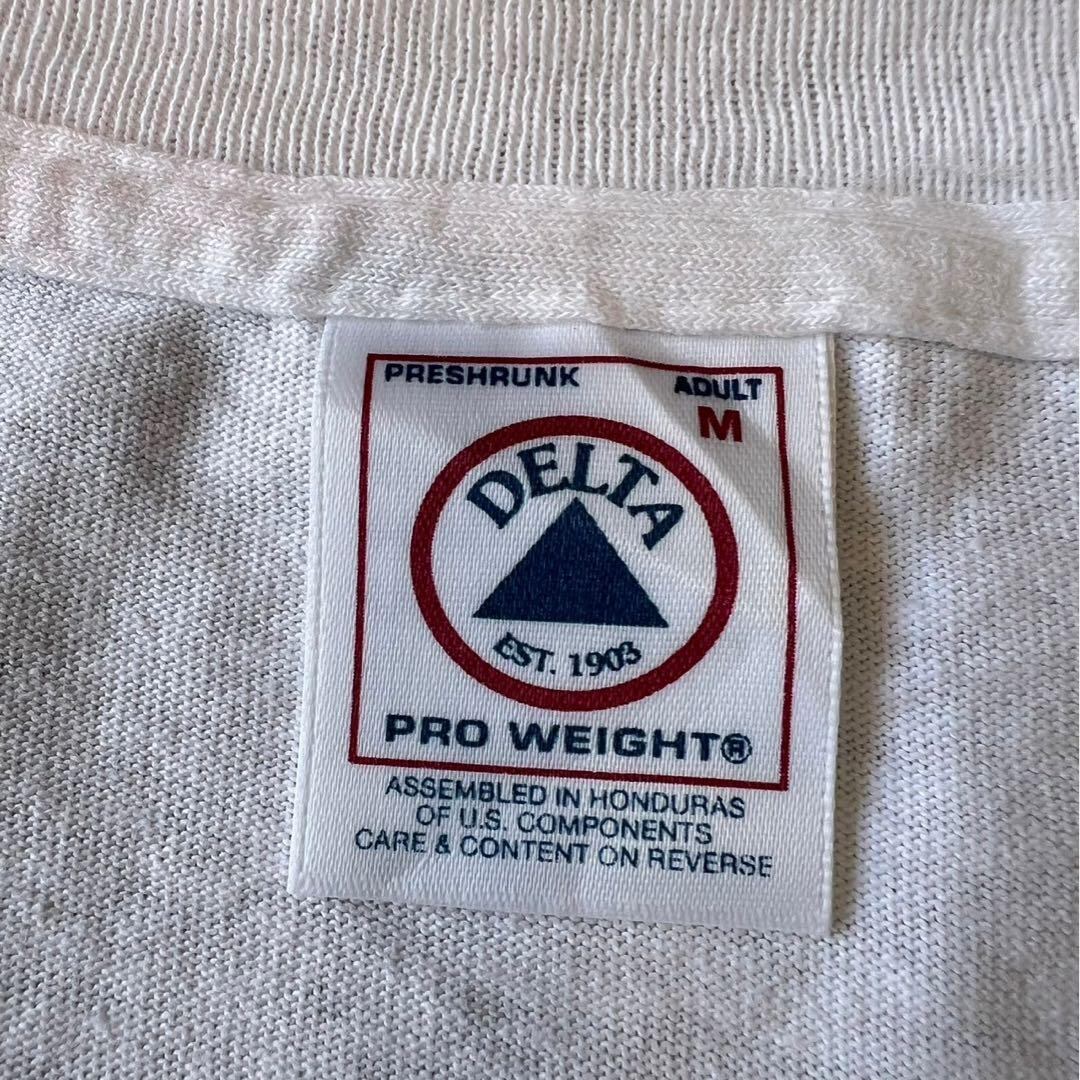 PRESHRUNK ADULT
M
DELTA
EST. 1903
PRO WEIGHT®
ASSEMBLED IN HONDURAS
OF U.S. COMPONENTS
CARE & CONTENT ON REVERSE